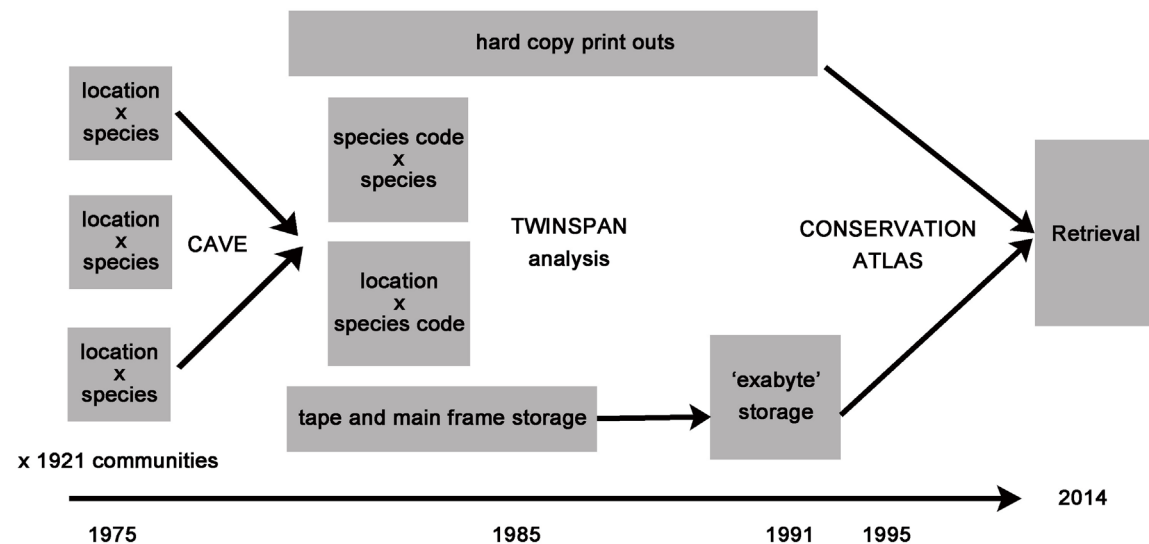 hard copy print outs
location
x
species
location
x
species
location
x
species
x 1921 communities
CAVE
species code
x
species
location
x
species code
TWINSPAN
analysis
tape and main frame storage
‘exabyte’
storage
CONSERVATION
ATLAS
Retrieval
1975
1985
1991
1995
2014